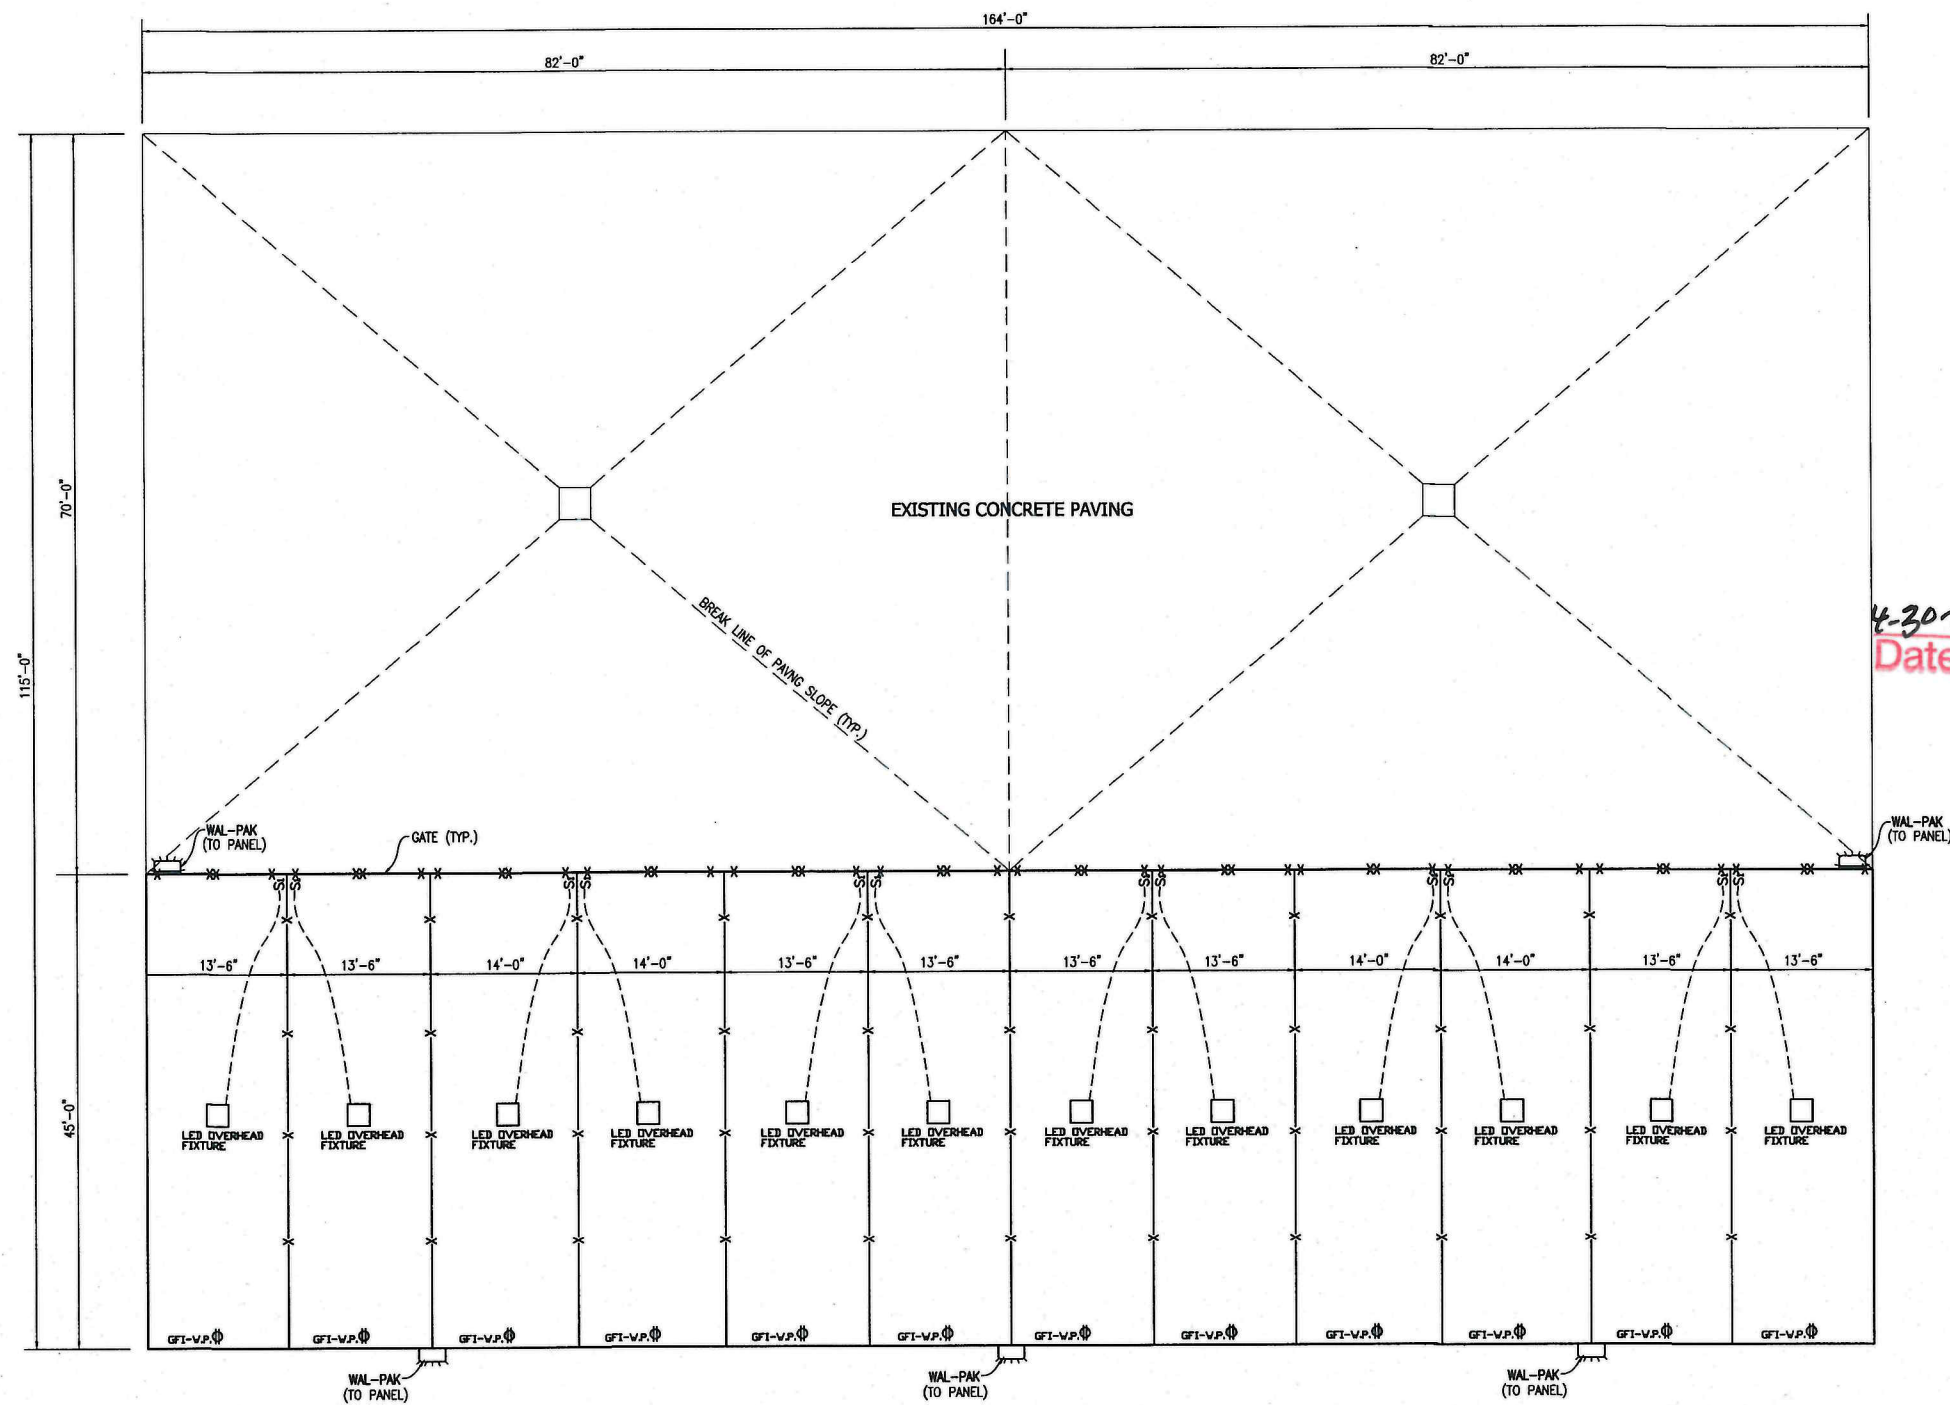 164'-0"
82'-0"
82'-0"
70'-0"
115'-0"
45'-0"
EXISTING CONCRETE PAVING
BREAK LINE OF PAVNG SLOPE (TYP.)
4-30-
Date
WAL-PAK
(TO PANEL)
GATE (TYP.)
WAL-PAK
(TO PANEL)
13'-6"
13'-6"
14'-0"
14'-0"
13'-6"
13'-6"
13'-6"
13'-6"
14'-0"
14'-0"
13'-6"
13'-6"
LED OVERHEAD
FIXTURE
LED OVERHEAD
FIXTURE
LED OVERHEAD
FIXTURE
LED OVERHEAD
FIXTURE
LED OVERHEAD
FIXTURE
LED OVERHEAD
FIXTURE
LED OVERHEAD
FIXTURE
LED OVERHEAD
FIXTURE
LED OVERHEAD
FIXTURE
LED OVERHEAD
FIXTURE
LED OVERHEAD
FIXTURE
LED OVERHEAD
FIXTURE
GFI-W.P.
GFI-W.P.
GFI-W.P.
GFI-W.P.
GFI-W.P.
GFI-W.P.
GFI-W.P.
GFI-W.P.
GFI-W.P.
GFI-W.P.
GFI-W.P.
GFI-W.P.
WAL-PAK
(TO PANEL)
WAL-PAK
(TO PANEL)
WAL-PAK
(TO PANEL)